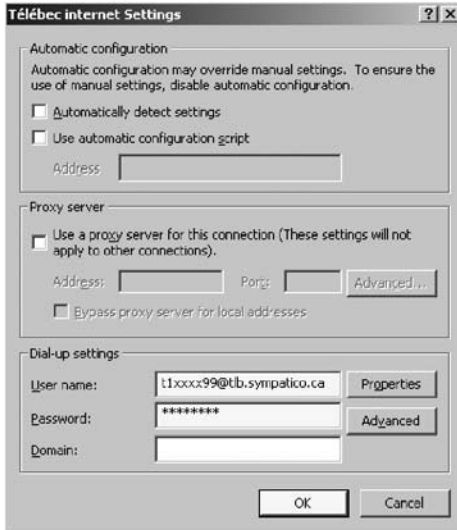 Télébec internet Settings
Automatic configuration
Automatic configuration may override manual settings. To ensure the
use of manual settings, disable automatic configuration.
Automatically detect settings
Use automatic configuration script
Address
Proxy server
Use a proxy server for this connection (These settings will not
apply to other connections).
Address: Port: Advanced...
Bypass proxy server for local addresses
Dial-up settings
User name: t1xxxx99@tlb.sympatico.ca Properties
Password: ******** Advanced
Domain:
OK Cancel